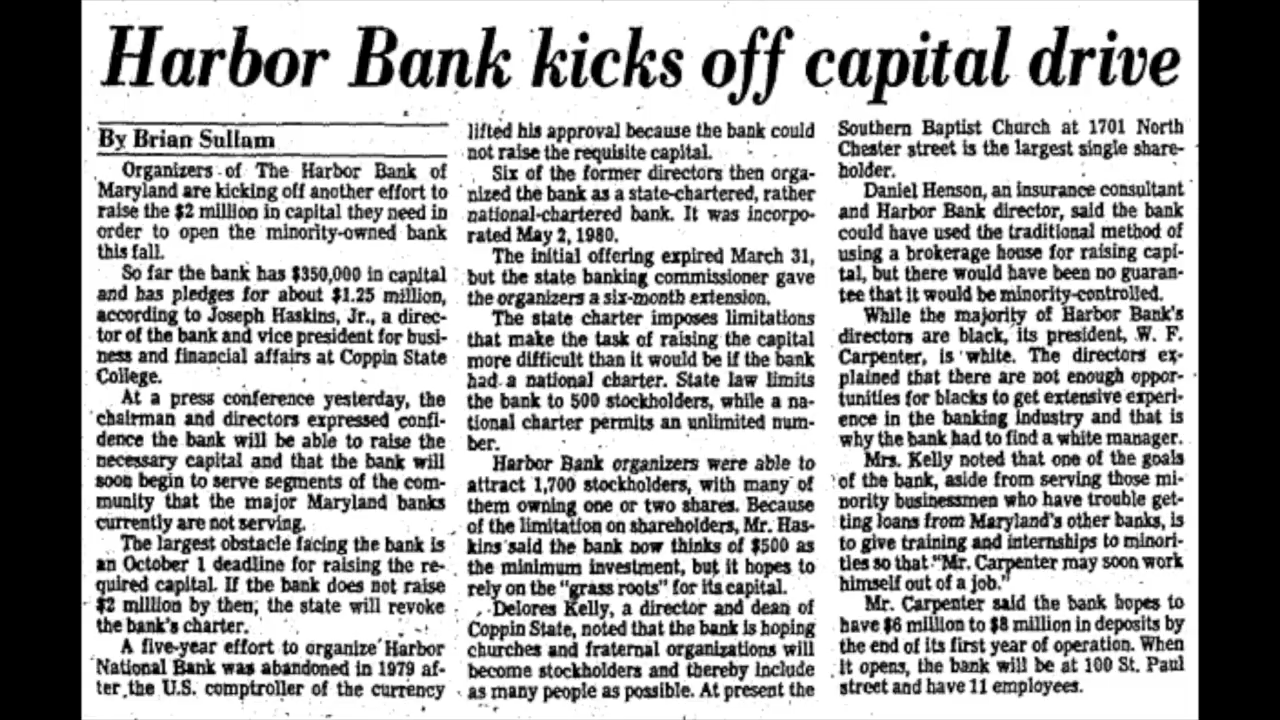 Harbor Bank kicks off capital drive
By Brian Sullam
Organizers of The Harbor Bank of
Maryland are kicking off another effort to
raise the $2 million in capital they need in
order to open the minority-owned bank
this fall.
So far the bank has $350,000 in capital
and has pledges for about $1.25 million,
according to Joseph Haskins, Jr., a direc-
tor of the bank and vice president for busi-
ness and financial affairs at Coppin State
College.
At a press conference yesterday, the
chairman and directors expressed confi-
dence the bank will be able to raise the
necessary capital and that the bank will
soon begin to serve segments of the com-
munity that the major Maryland banks
currently are not serving.
The largest obstacle facing the bank is
an October 1 deadline for raising the re-
quired capital. If the bank does not raise
$2 million by then, the state will revoke
the bank's charter.
A five-year effort to organize Harbor
National Bank was abandoned in 1979 af-
ter the U.S. comptroller of the currency
lifted his approval because the bank could
not raise the requisite capital.
Six of the former directors then orga-
nized the bank as a state-chartered, rather
national-chartered bank. It was incorpo-
rated May 2, 1980.
The initial offering expired March 31,
but the state banking commissioner gave
the organizers a six-month extension.
The state charter imposes limitations
that make the task of raising the capital
more difficult than it would be if the bank
had a national charter. State law limits
the bank to 500 stockholders, while a na-
tional charter permits an unlimited num-
ber.
Harbor Bank organizers were able to
attract 1,700 stockholders, with many of
them owning one or two shares. Because
of the limitation on shareholders, Mr. Has-
kins said the bank now thinks of $500 as
the minimum investment, but it hopes to
rely on the "grass roots" for its capital.
Delores Kelly, a director and dean of
Coppin State, noted that the bank is hoping
churches and fraternal organizations will
become stockholders and thereby include
as many people as possible. At present the
Southern Baptist Church at 1701 North
Chester street is the largest single share-
holder.
Daniel Henson, an insurance consultant
and Harbor Bank director, said the bank
could have used the traditional method of
using a brokerage house for raising capi-
tal, but there would have been no guaran-
tee that it would be minority-controlled.
While the majority of Harbor Bank's
directors are black, its president, W. F.
Carpenter, is white. The directors ex-
plained that there are not enough oppor-
tunities for blacks to get extensive experi-
ence in the banking industry and that is
why the bank had to find a white manager.
Mrs. Kelly noted that one of the goals
of the bank, aside from serving those mi-
nority businessmen who have trouble get-
ting loans from Maryland's other banks, is
to give training and internships to minori-
ties so that "Mr. Carpenter may soon work
himself out of a job."
Mr. Carpenter said the bank hopes to
have $6 million to $8 million in deposits by
the end of its first year of operation. When
it opens, the bank will be at 100 St. Paul
street and have 11 employees.